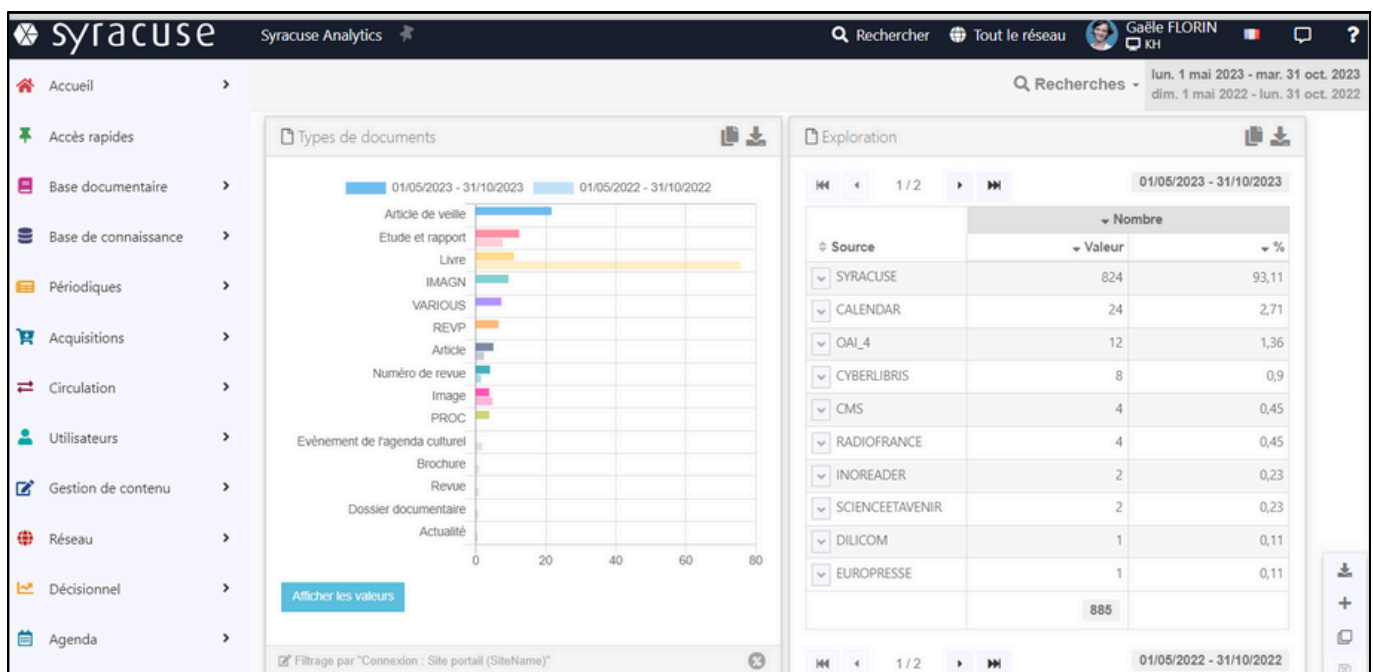 syracuse
Syracuse Analytics
Rechercher
Tout le réseau
Gaële FLORIN
KH
?
Accueil
Accès rapides
Base documentaire
Base de connaissance
Périodiques
Acquisitions
Circulation
Utilisateurs
Gestion de contenu
Réseau
Décisionnel
Agenda
Recherches
lun. 1 mai 2023 - mar. 31 oct. 2023
dim. 1 mai 2022 - lun. 31 oct. 2022
Types de documents
01/05/2023 - 31/10/2023 01/05/2022 - 31/10/2022
Article de veille
Etude et rapport
Livre
IMAGN
VARIOUS
REVP
Article
Numéro de revue
Image
PROC
Evènement de l'agenda culturel
Brochure
Revue
Dossier documentaire
Actualité
0 20 40 60 80
Afficher les valeurs
Filtrage par "Connexion : Site portail (SiteName)"
Exploration
1 / 2 01/05/2023 - 31/10/2023
Nombre
Source Valeur %
SYRACUSE 824 93,11
CALENDAR 24 2,71
OAI_4 12 1,36
CYBERLIBRIS 8 0,9
CMS 4 0,45
RADIOFRANCE 4 0,45
INOREADER 2 0,23
SCIENCEETAVENIR 2 0,23
DILICOM 1 0,11
EUROPRESSE 1 0,11
885
1 / 2 01/05/2022 - 31/10/2022